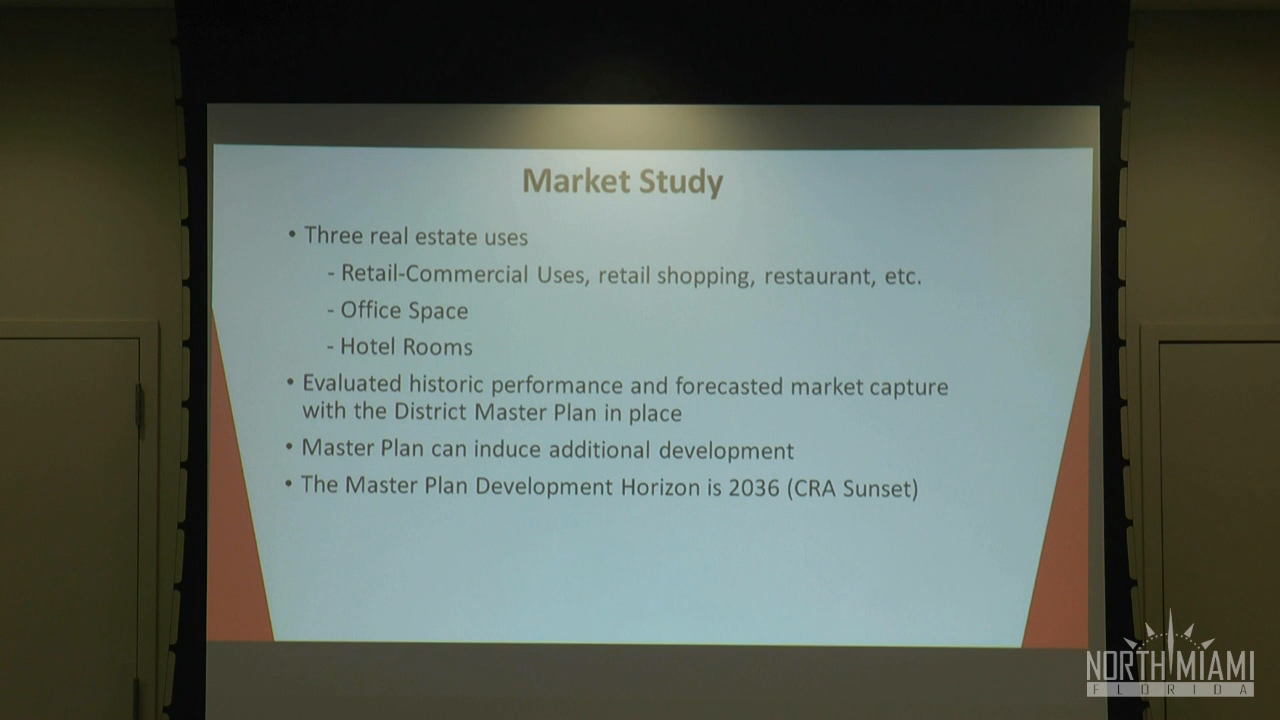 Market Study
• Three real estate uses
- Retail-Commercial Uses, retail shopping, restaurant, etc.
- Office Space
- Hotel Rooms
• Evaluated historic performance and forecasted market capture
with the District Master Plan in place
• Master Plan can induce additional development
• The Master Plan Development Horizon is 2036 (CRA Sunset)
NORTH MIAMI
FLORIDA